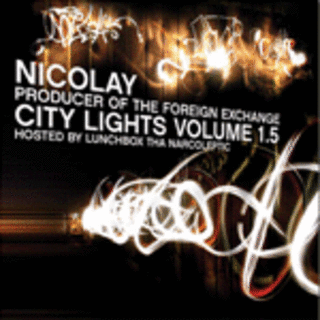 NICOLAY
PRODUCER OF THE FOREIGN EXCHANGE
CITY LIGHTS VOLUME 1.5
HOSTED BY LUNCHBOX THA NARCOLEPTIC